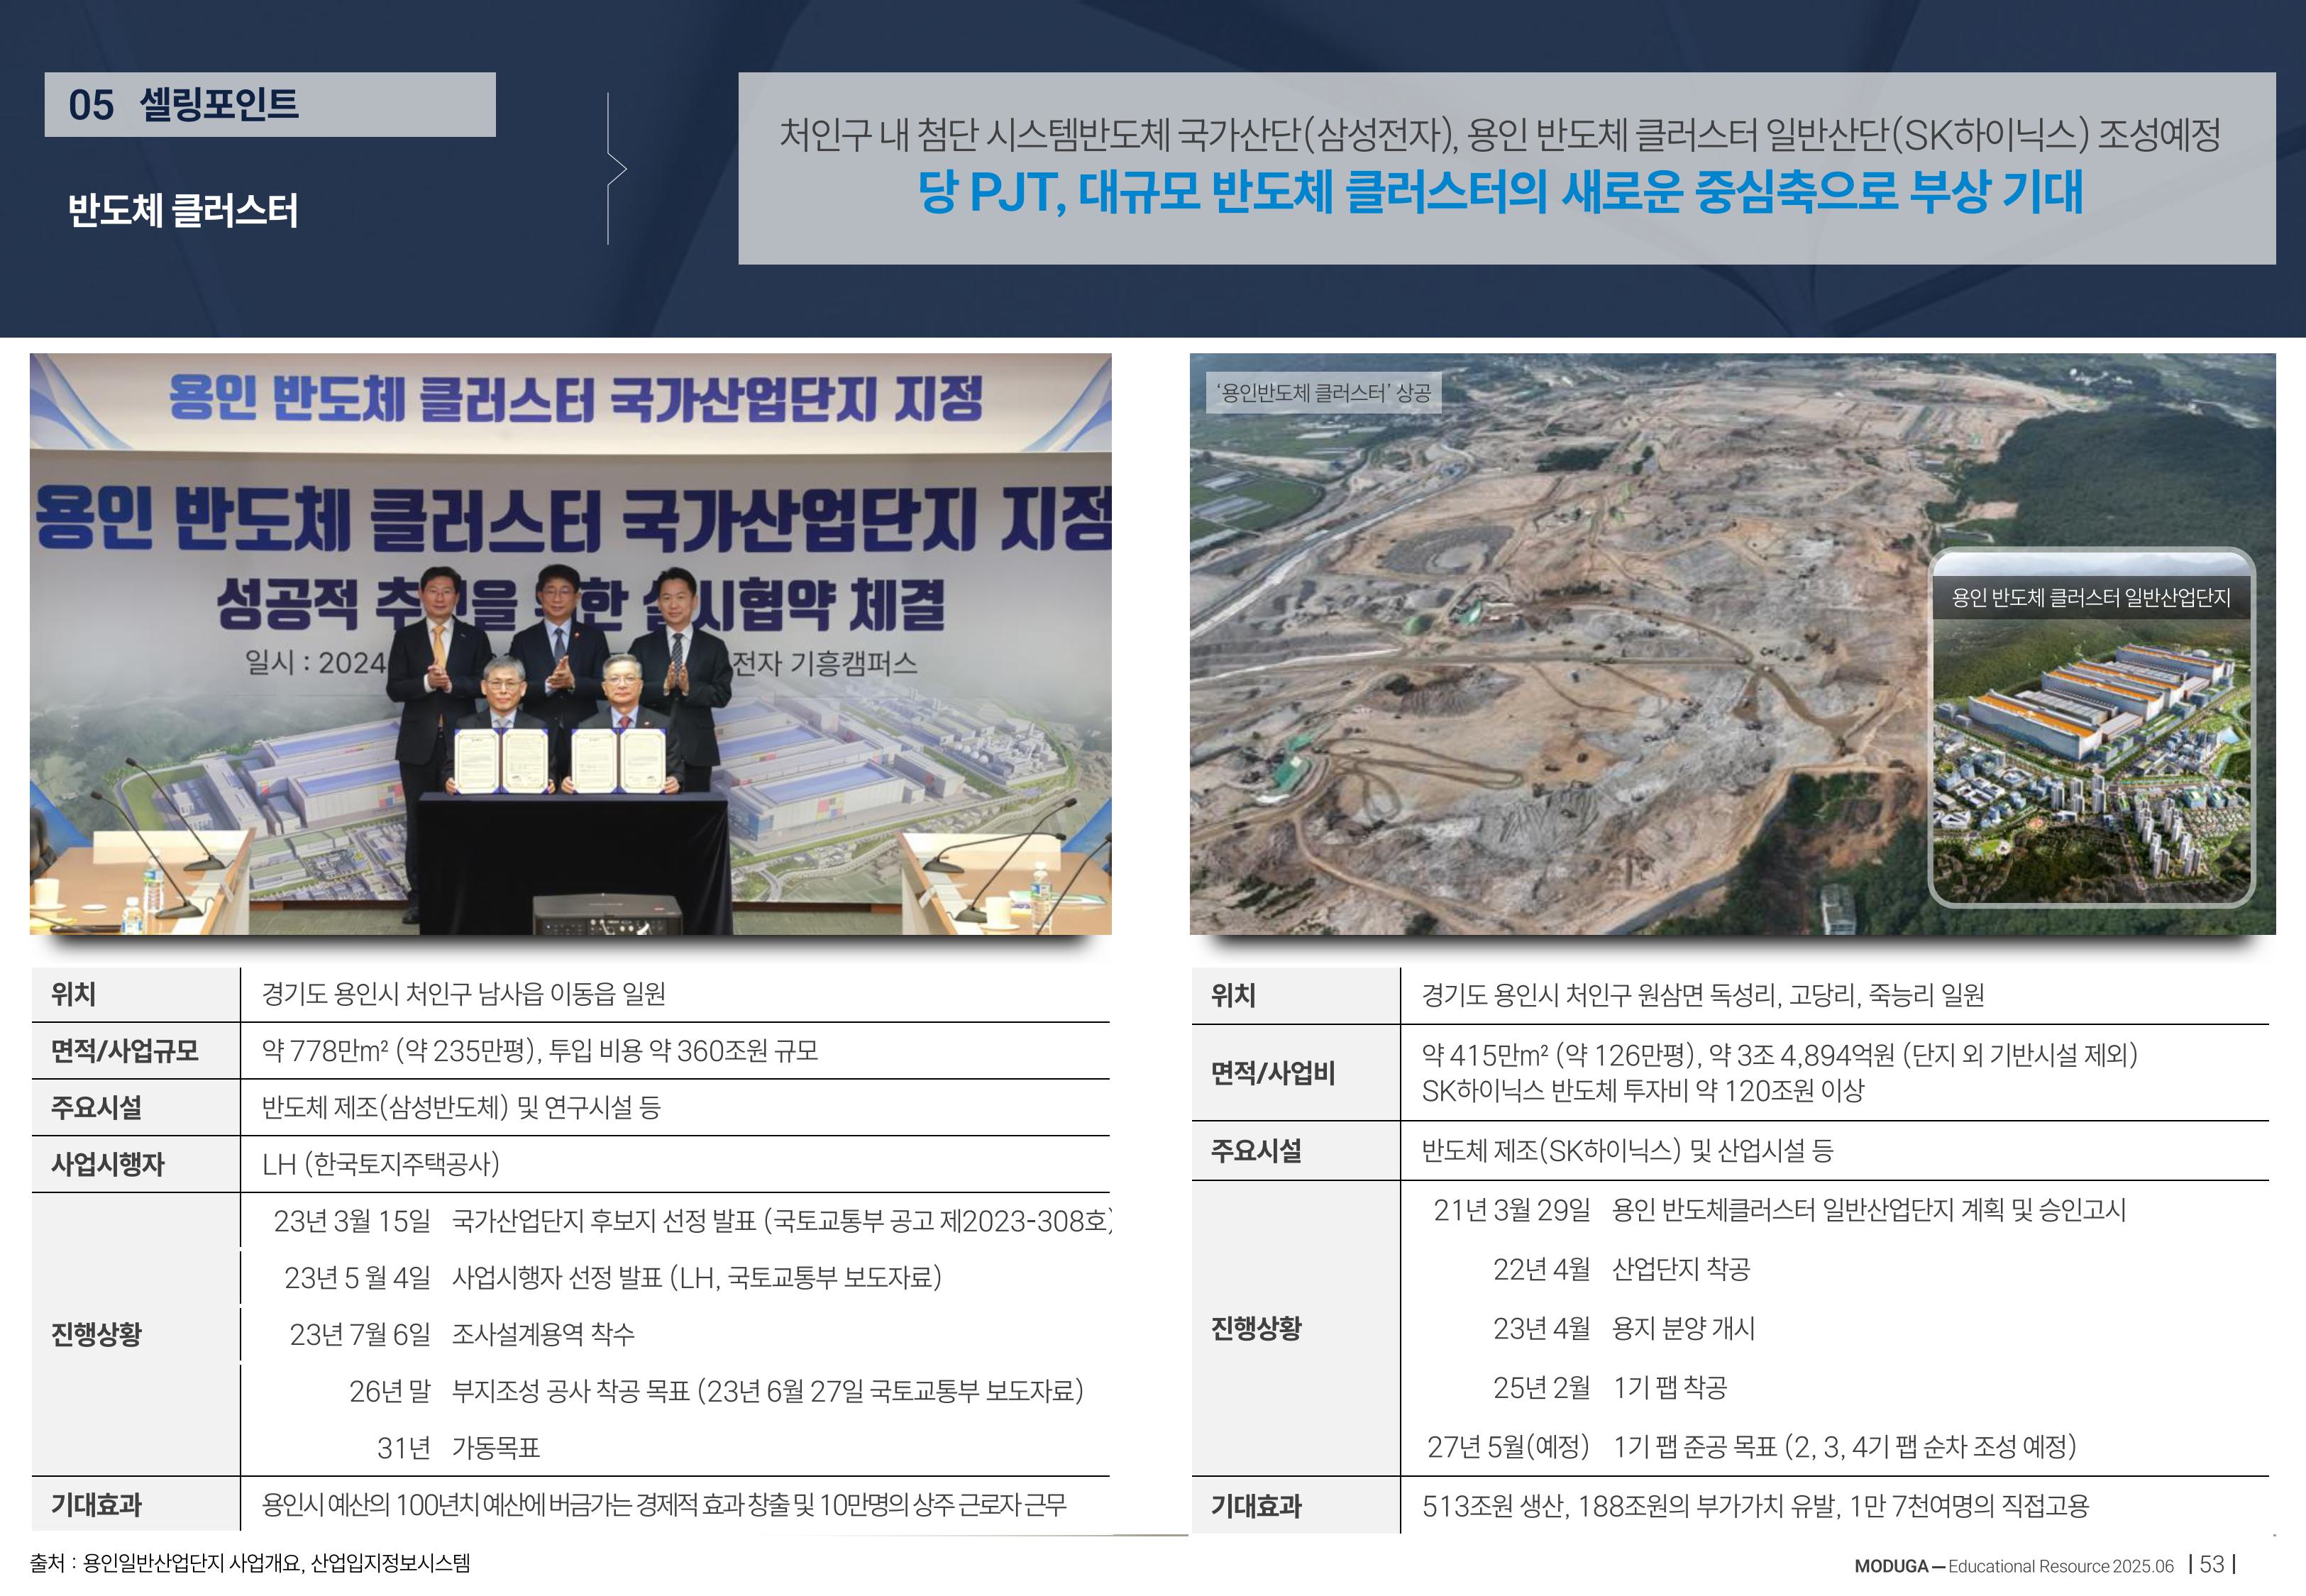 05 셀링포인트
반도체 클러스터
처인구 내 첨단 시스템반도체 국가산단(삼성전자), 용인 반도체 클러스터 일반산단(SK하이닉스) 조성예정
당 PJT, 대규모 반도체 클러스터의 새로운 중심축으로 부상 기대
용인 반도체 클러스터 국가산업단지 지정
용인 반도체 클러스터 국가산업단지 지정
성공적 한 시협약 체결
일시 : 2024 전자 기흥캠퍼스
‘용인반도체 클러스터’ 상공
용인 반도체 클러스터 일반산업단지
위치 경기도 용인시 처인구 남사읍 이동읍 일원
면적/사업규모 약 778만m² (약 235만평), 투입 비용 약 360조원 규모
주요시설 반도체 제조(삼성반도체) 및 연구시설 등
사업시행자 LH (한국토지주택공사)
진행상황
23년 3월 15일 국가산업단지 후보지 선정 발표 (국토교통부 공고 제2023-308호)
23년 5 월 4일 사업시행자 선정 발표 (LH, 국토교통부 보도자료)
23년 7월 6일 조사설계용역 착수
26년 말 부지조성 공사 착공 목표 (23년 6월 27일 국토교통부 보도자료)
31년 가동목표
기대효과 용인시 예산의 100년치 예산에 버금가는 경제적 효과 창출 및 10만명의 상주 근로자 근무
위치 경기도 용인시 처인구 원삼면 독성리, 고당리, 죽능리 일원
면적/사업비 약 415만m² (약 126만평), 약 3조 4,894억원 (단지 외 기반시설 제외)
SK하이닉스 반도체 투자비 약 120조원 이상
주요시설 반도체 제조(SK하이닉스) 및 산업시설 등
진행상황
21년 3월 29일 용인 반도체클러스터 일반산업단지 계획 및 승인고시
22년 4월 산업단지 착공
23년 4월 용지 분양 개시
25년 2월 1기 팹 착공
27년 5월(예정) 1기 팹 준공 목표 (2, 3, 4기 팹 순차 조성 예정)
기대효과 513조원 생산, 188조원의 부가가치 유발, 1만 7천여명의 직접고용
출처 : 용인일반산업단지 사업개요, 산업입지정보시스템
MODUGA — Educational Resource 2025.06 | 53 |